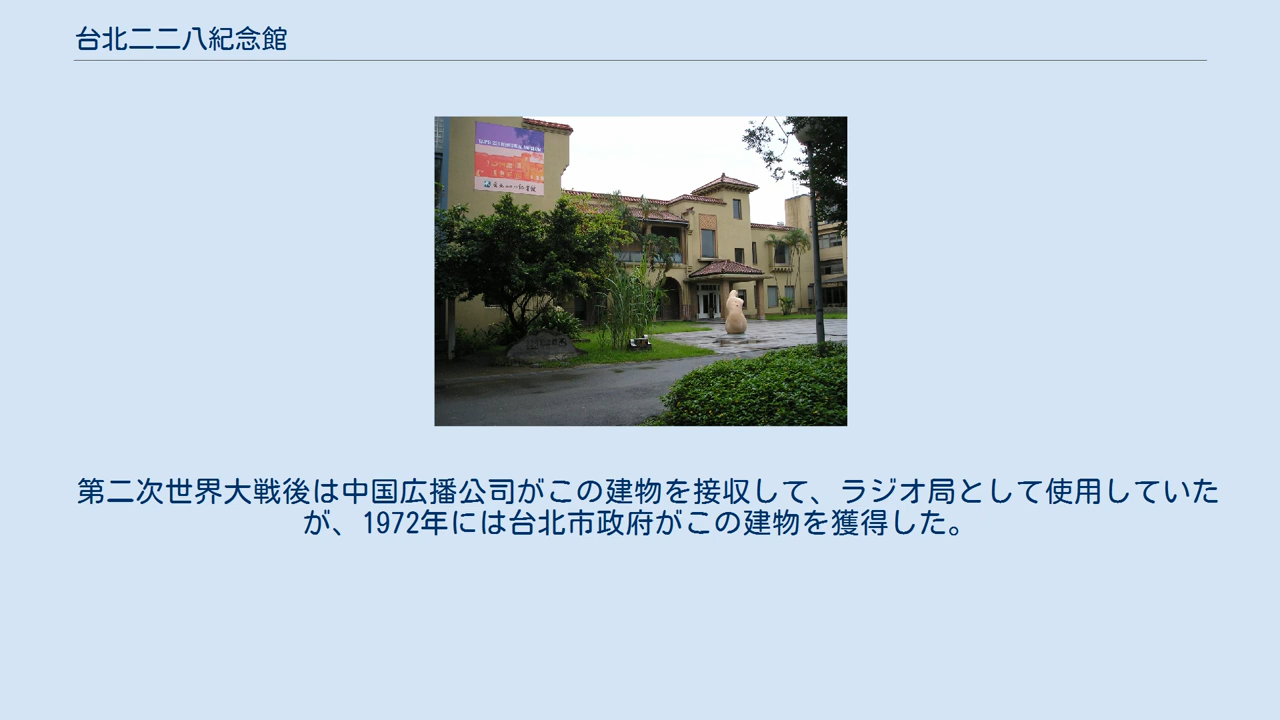 台北二二八紀念館
第二次世界大戦後は中国広播公司がこの建物を接収して、ラジオ局として使用していた
が、1972年には台北市政府がこの建物を獲得した。